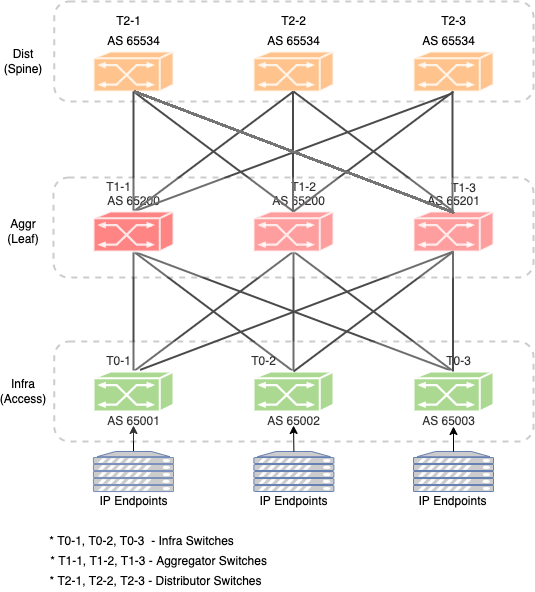 T2-1 T2-2 T2-3
AS 65534 AS 65534 AS 65534
Dist
(Spine)
T1-1 T1-2 T1-3
AS 65200 AS 65200 AS 65201
Aggr
(Leaf)
T0-1 T0-2 T0-3
Infra
(Access)
AS 65001 AS 65002 AS 65003
IP Endpoints IP Endpoints IP Endpoints
* T0-1, T0-2, T0-3 - Infra Switches
* T1-1, T1-2, T1-3 - Aggregator Switches
* T2-1, T2-2, T2-3 - Distributor Switches